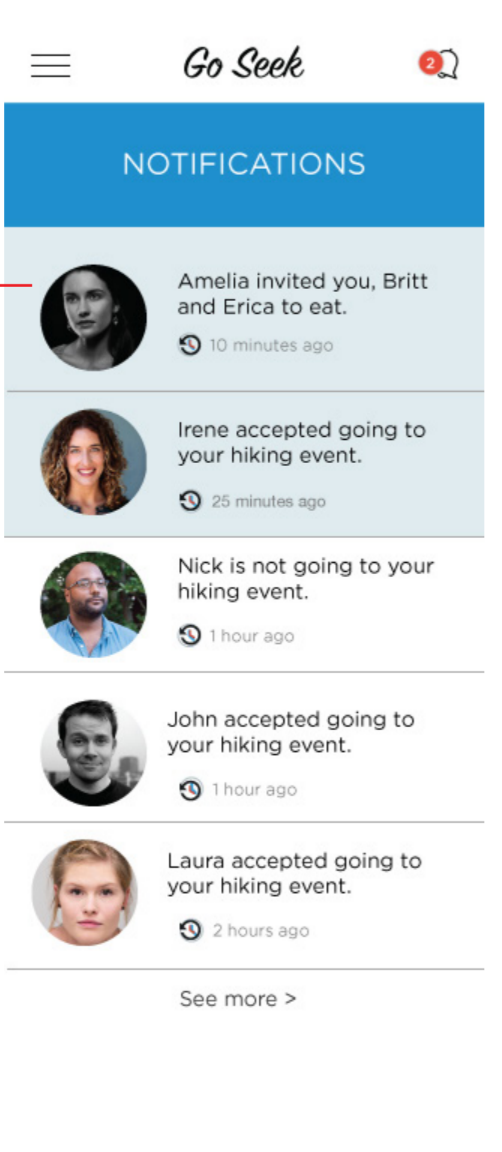 Go Seek
2
NOTIFICATIONS
Amelia invited you, Britt
and Erica to eat.
10 minutes ago
Irene accepted going to
your hiking event.
25 minutes ago
Nick is not going to your
hiking event.
1 hour ago
John accepted going to
your hiking event.
1 hour ago
Laura accepted going to
your hiking event.
2 hours ago
See more >